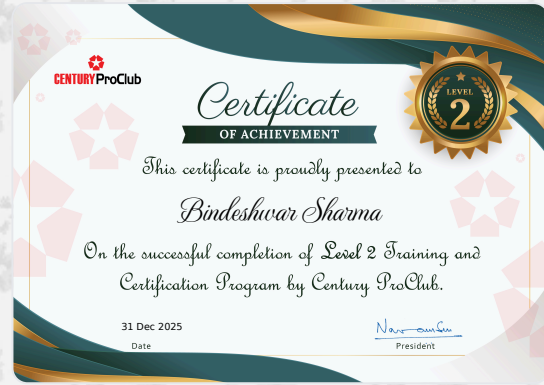 CENTURY ProClub
LEVEL
2
Certificate
OF ACHIEVEMENT
This certificate is proudly presented to
Bindeshwar Sharma
On the successful completion of Level 2 Training and
Certification Program by Century ProClub.
31 Dec 2025
Date
President